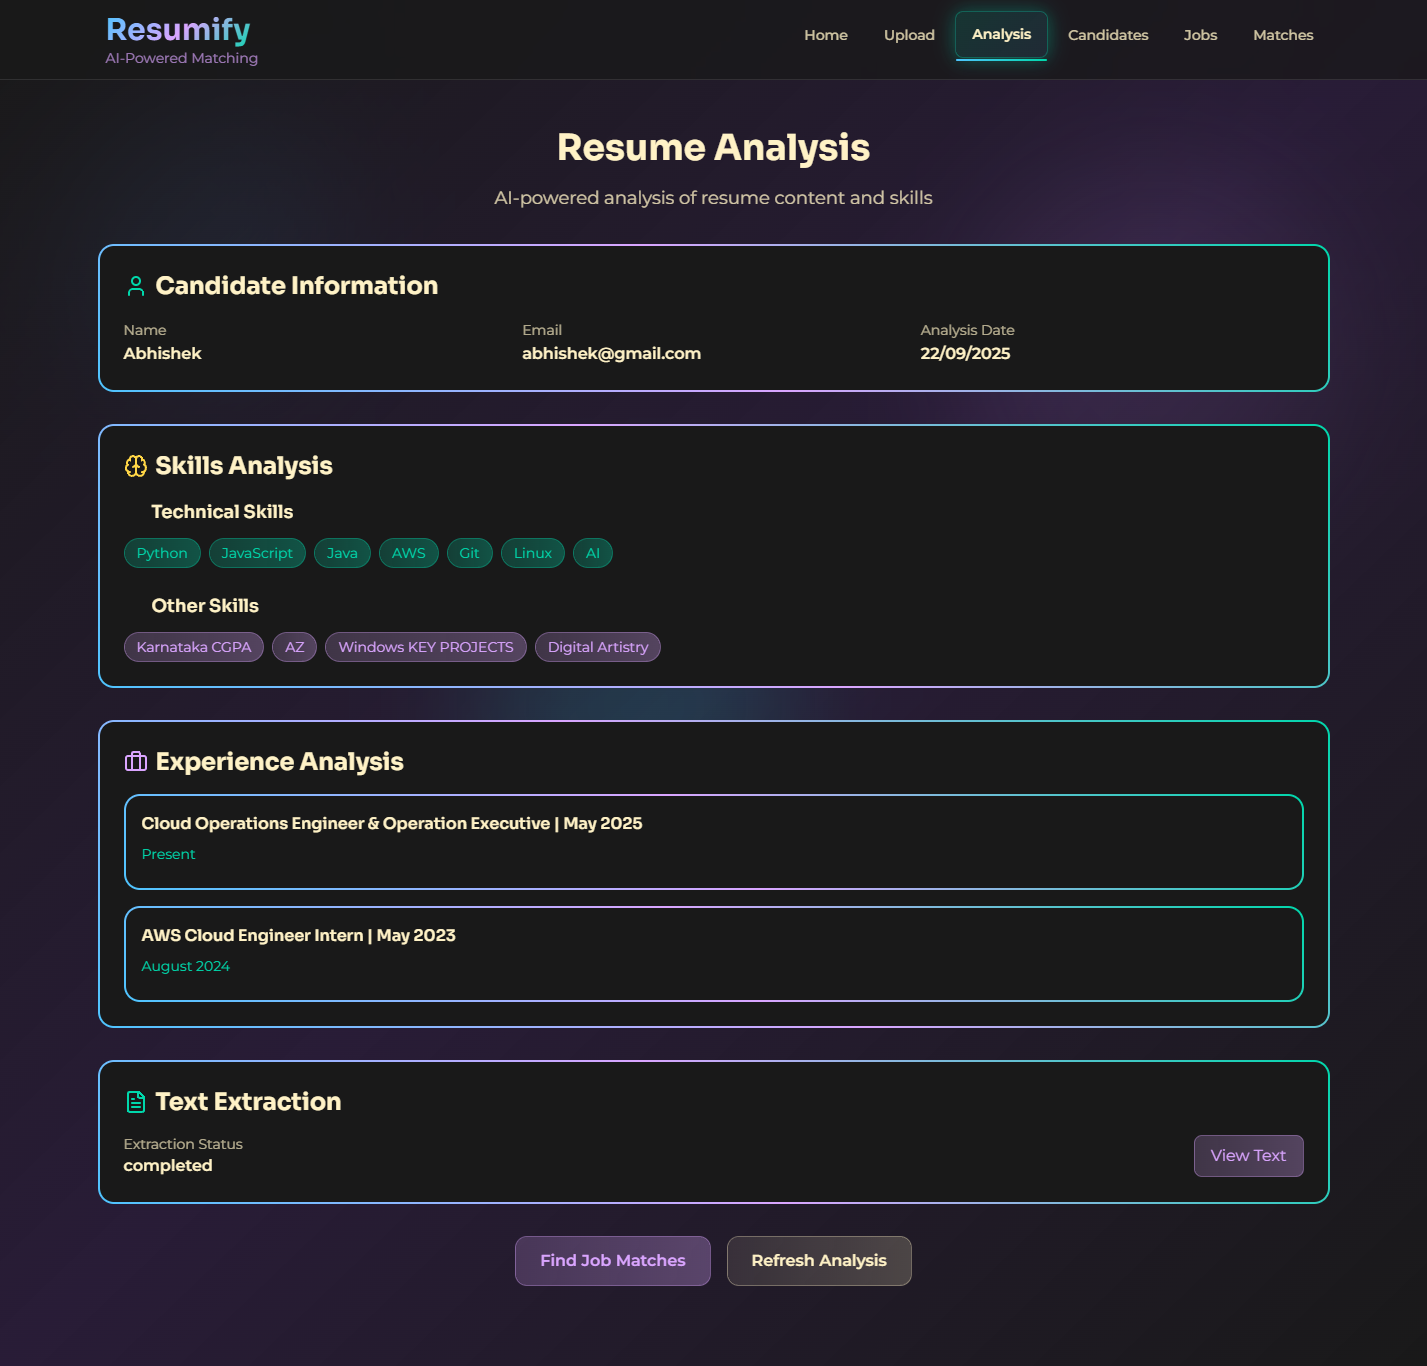 Resumify
AI-Powered Matching
Home Upload Analysis Candidates Jobs Matches
Resume Analysis
AI-powered analysis of resume content and skills
Candidate Information
Name Email Analysis Date
Abhishek abhishek@gmail.com 22/09/2025
Skills Analysis
Technical Skills
Python JavaScript Java AWS Git Linux AI
Other Skills
Karnataka CGPA AZ Windows KEY PROJECTS Digital Artistry
Experience Analysis
Cloud Operations Engineer & Operation Executive | May 2025
Present
AWS Cloud Engineer Intern | May 2023
August 2024
Text Extraction
Extraction Status
completed
View Text
Find Job Matches Refresh Analysis